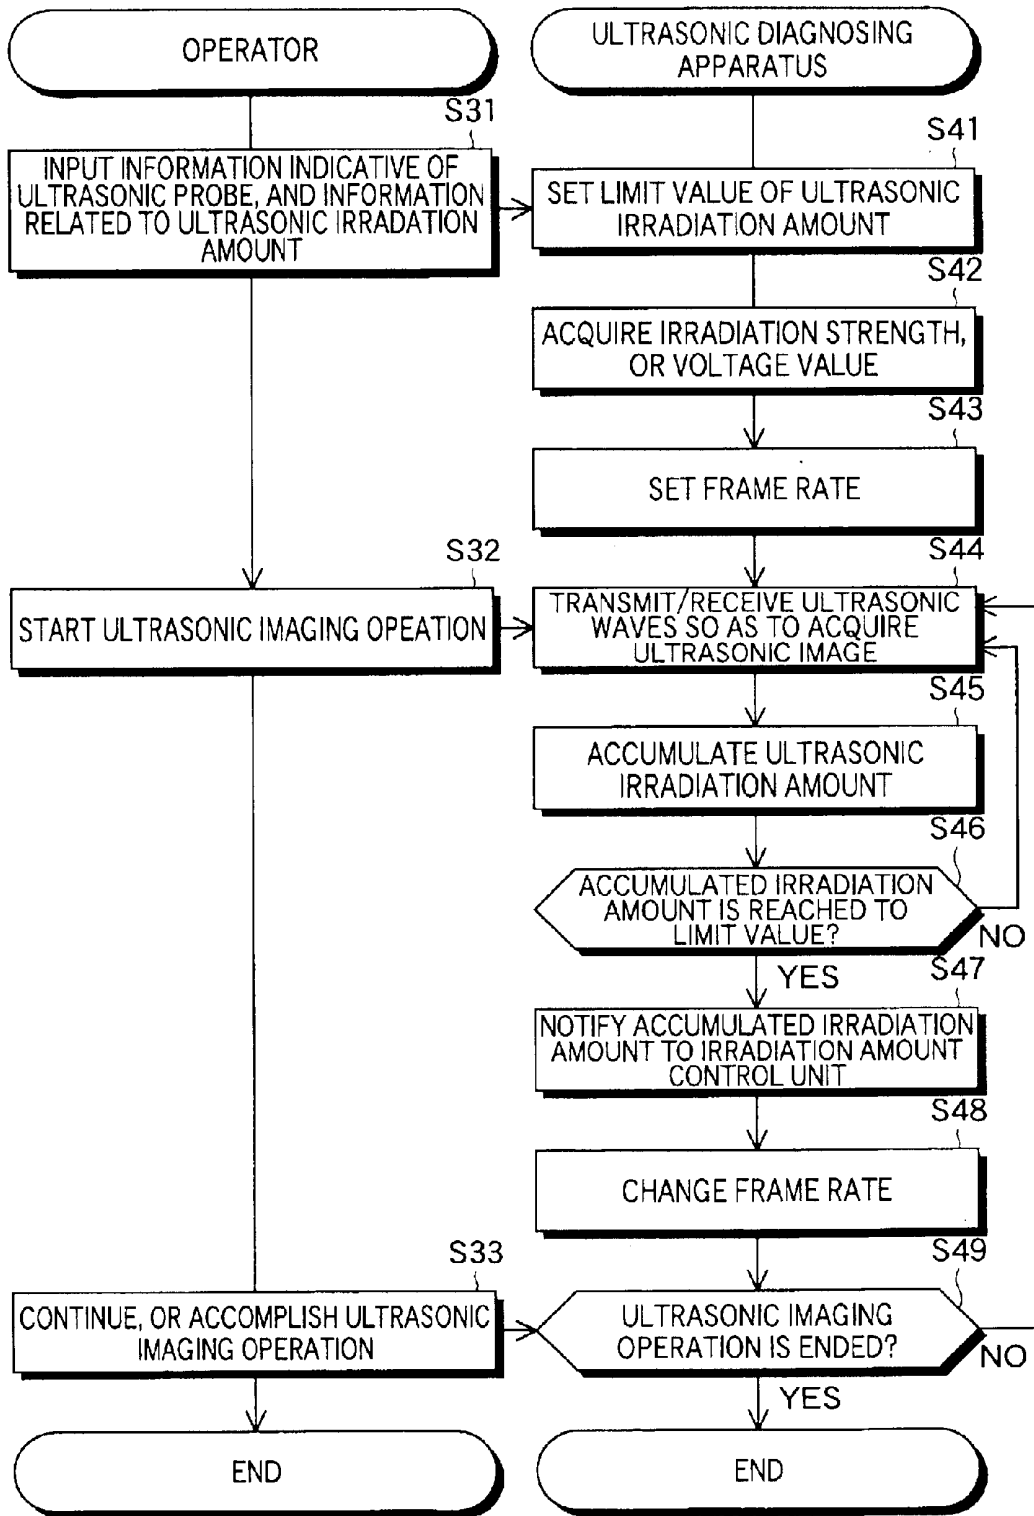 OPERATOR
ULTRASONIC DIAGNOSING
APPARATUS
S31
INPUT INFORMATION INDICATIVE OF
ULTRASONIC PROBE, AND INFORMATION
RELATED TO ULTRASONIC IRRADATION
AMOUNT
S41
SET LIMIT VALUE OF ULTRASONIC
IRRADIATION AMOUNT
S42
ACQUIRE IRRADIATION STRENGTH,
OR VOLTAGE VALUE
S43
SET FRAME RATE
S32
START ULTRASONIC IMAGING OPEATION
S44
TRANSMIT/RECEIVE ULTRASONIC
WAVES SO AS TO ACQUIRE
ULTRASONIC IMAGE
S45
ACCUMULATE ULTRASONIC
IRRADIATION AMOUNT
S46
ACCUMULATED IRRADIATION
AMOUNT IS REACHED TO
LIMIT VALUE?
NO
YES
S47
NOTIFY ACCUMULATED IRRADIATION
AMOUNT TO IRRADIATION AMOUNT
CONTROL UNIT
S48
CHANGE FRAME RATE
S33
CONTINUE, OR ACCOMPLISH ULTRASONIC
IMAGING OPERATION
S49
ULTRASONIC IMAGING
OPERATION IS ENDED?
NO
YES
END
END